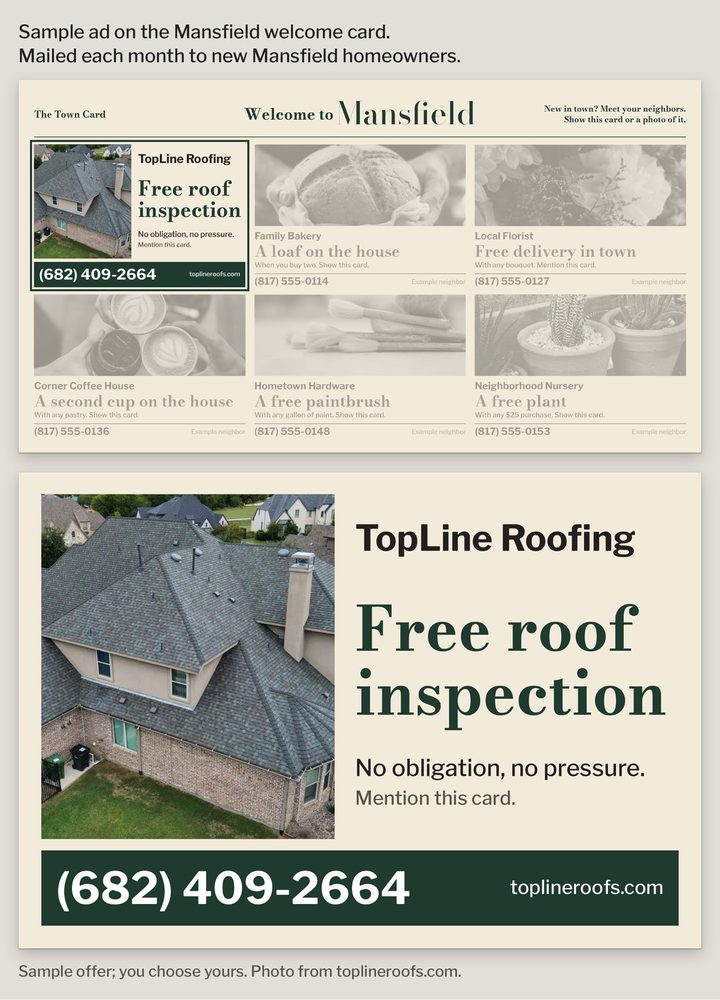 Sample ad on the Mansfield welcome card.
Mailed each month to new Mansfield homeowners.
The Town Card
Welcome to Mansfield
New in town? Meet your neighbors.
Show this card or a photo of it.
TopLine Roofing
Free roof
inspection
No obligation, no pressure.
Mention this card.
(682) 409-2664
toplineroofs.com
Family Bakery
A loaf on the house
When you buy two. Show this card.
(817) 555-0114
Example neighbor
Local Florist
Free delivery in town
With any bouquet. Mention this card.
(817) 555-0127
Example neighbor
Corner Coffee House
A second cup on the house
With any pastry. Show this card.
(817) 555-0136
Example neighbor
Hometown Hardware
A free paintbrush
With any gallon of paint. Show this card.
(817) 555-0148
Example neighbor
Neighborhood Nursery
A free plant
With any $25 purchase. Show this card.
(817) 555-0153
Example neighbor
TopLine Roofing
Free roof
inspection
No obligation, no pressure.
Mention this card.
(682) 409-2664
toplineroofs.com
Sample offer; you choose yours. Photo from toplineroofs.com.